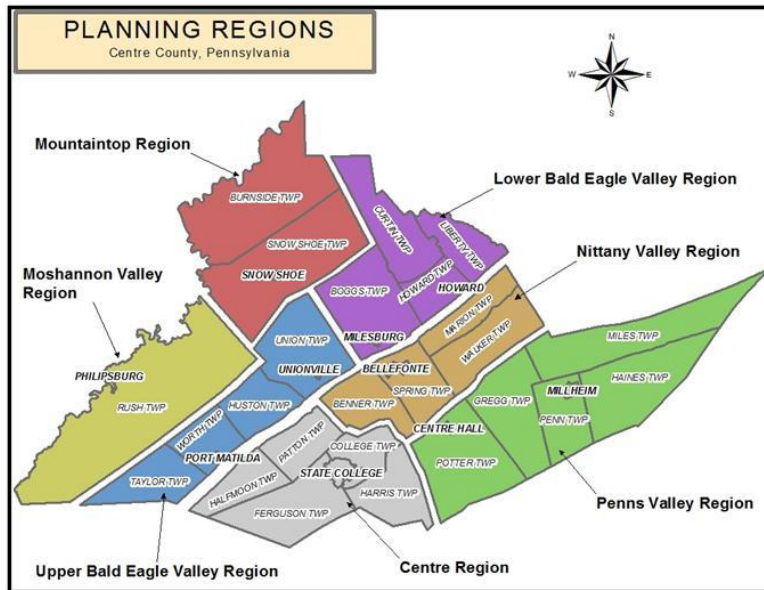 PLANNING REGIONS
Centre County, Pennsylvania
N
W
E
S
Mountaintop Region
BURNSIDE TWP
Lower Bald Eagle Valley Region
CURTIN TWP
LIBERTY TWP
SNOW SHOE TWP
Nittany Valley Region
Moshannon Valley
Region
SNOW SHOE
BOGGS TWP
HOWARD TWP
HOWARD
MARION TWP
UNION TWP
MILESBURG
WALKER TWP
MILES TWP
PHILIPSBURG
UNIONVILLE
BELLEFONTE
HAINES TWP
RUSH TWP
HUSTON TWP
SPRING TWP
GREGG TWP
MILLHEIM
BENNER TWP
WORTH TWP
CENTRE HALL
PENN TWP
PORT MATILDA
PATTON TWP
COLLEGE TWP
POTTER TWP
TAYLOR TWP
HALFMOON TWP
STATE COLLEGE
HARRIS TWP
Penns Valley Region
FERGUSON TWP
Upper Bald Eagle Valley Region
Centre Region